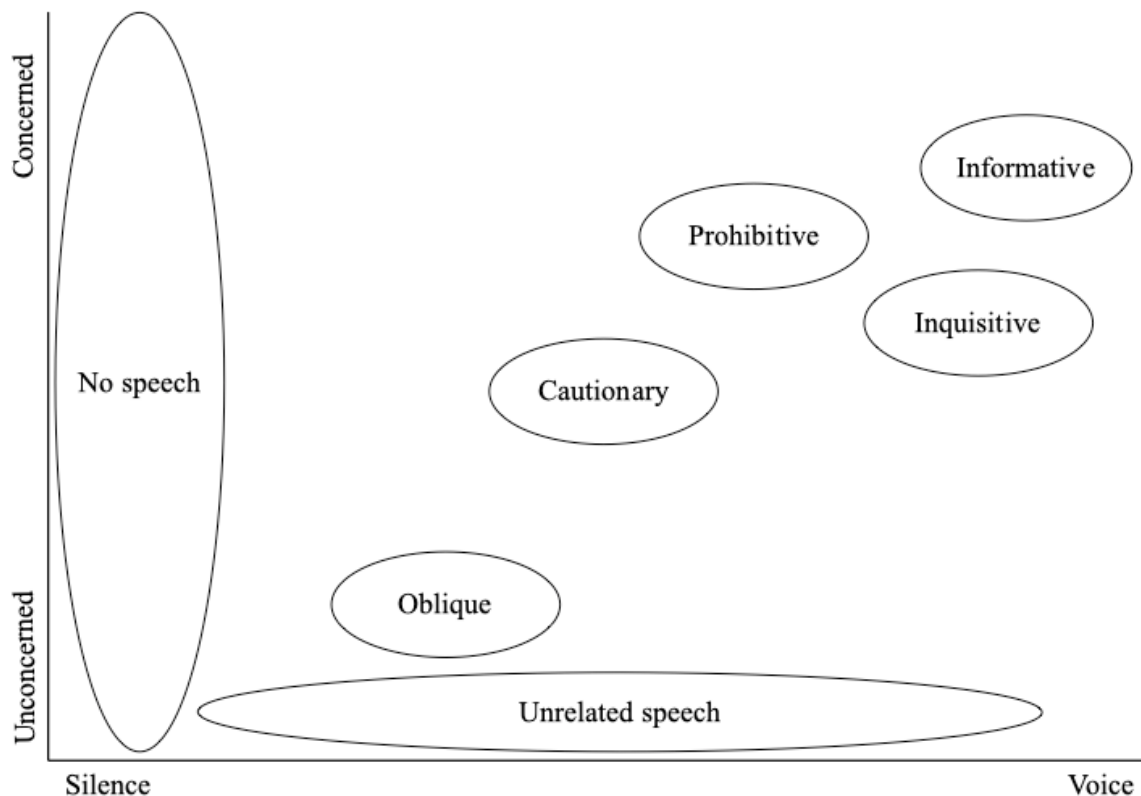 Concerned
Informative
Prohibitive
Inquisitive
No speech
Cautionary
Oblique
Unconcerned
Unrelated speech
Silence
Voice